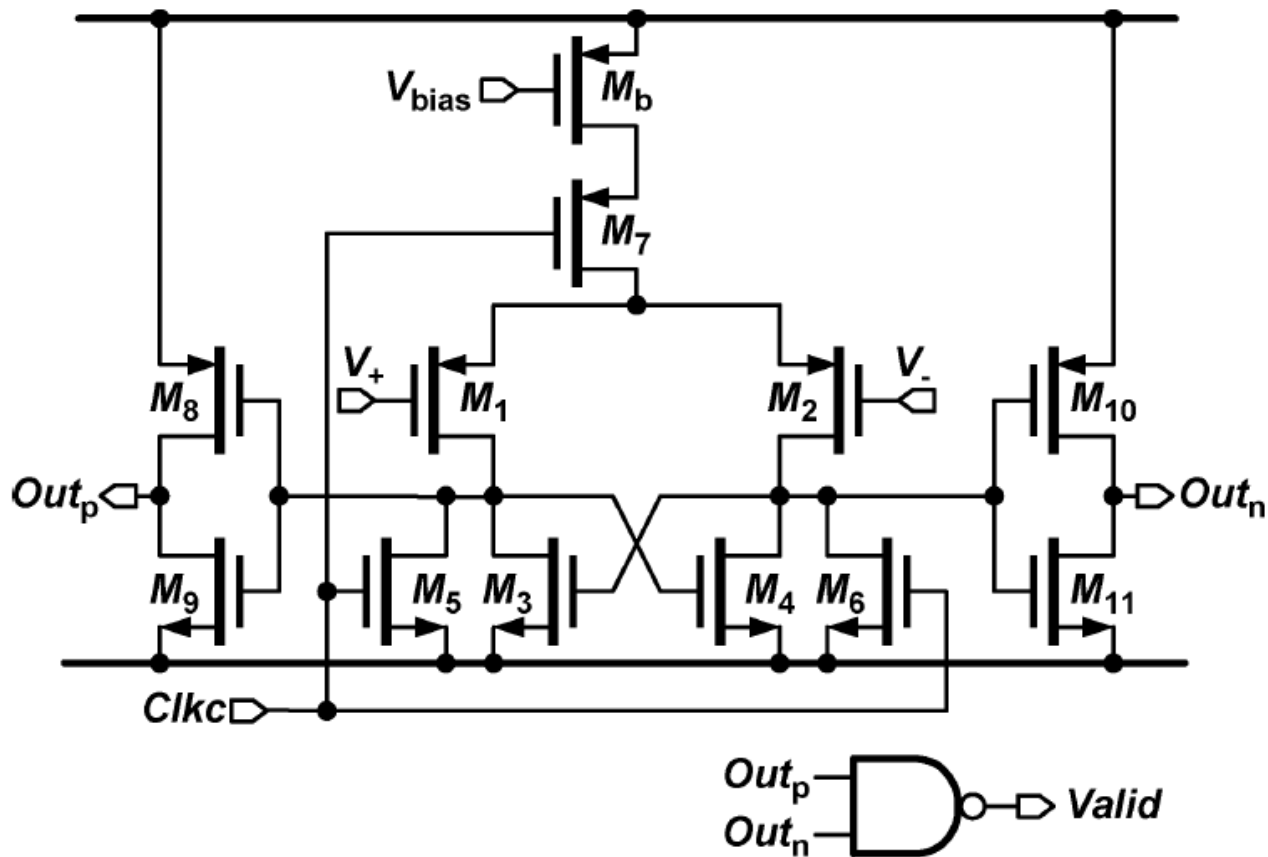 Vbias
Mb
M7
V+
V-
M8
M1
M2
M10
Outp
Outn
M9
M5
M3
M4
M6
M11
Clkc
Outp
Valid
Outn